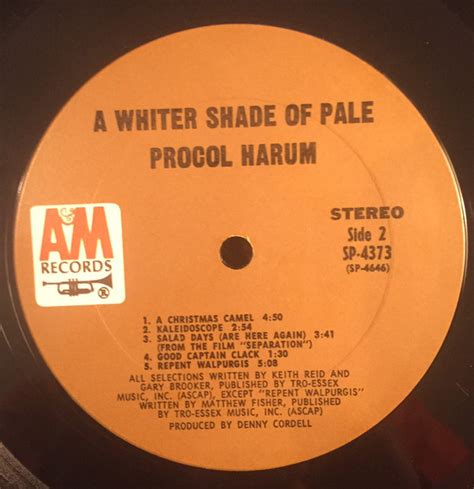 A WHITER SHADE OF PALE
PROCOL HARUM
A&M
RECORDS
®
STEREO
Side 2
SP-4373
(SP-4646)
1. A CHRISTMAS CAMEL 4:50
2. KALEIDOSCOPE 2:54
3. SALAD DAYS (ARE HERE AGAIN) 3:41
(FROM THE FILM "SEPARATION")
4. GOOD CAPTAIN CLACK 1:30
5. REPENT WALPURGIS 5:08
ALL SELECTIONS WRITTEN BY KEITH REID AND
GARY BROOKER, PUBLISHED BY TRO-ESSEX
MUSIC, INC. (ASCAP), EXCEPT "REPENT WALPURGIS"
WRITTEN BY MATTHEW FISHER, PUBLISHED
BY TRO-ESSEX MUSIC, INC. (ASCAP)
PRODUCED BY DENNY CORDELL